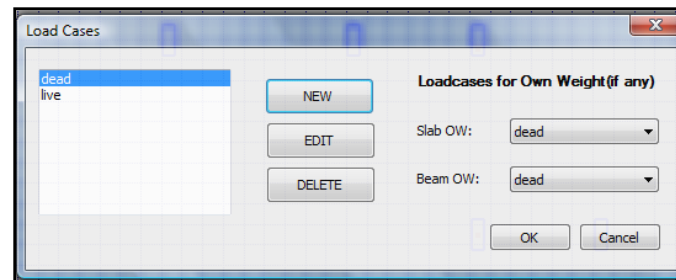 Load Cases
dead
live
NEW
EDIT
DELETE
Loadcases for Own Weight(if any)
Slab OW: dead
Beam OW: dead
OK Cancel